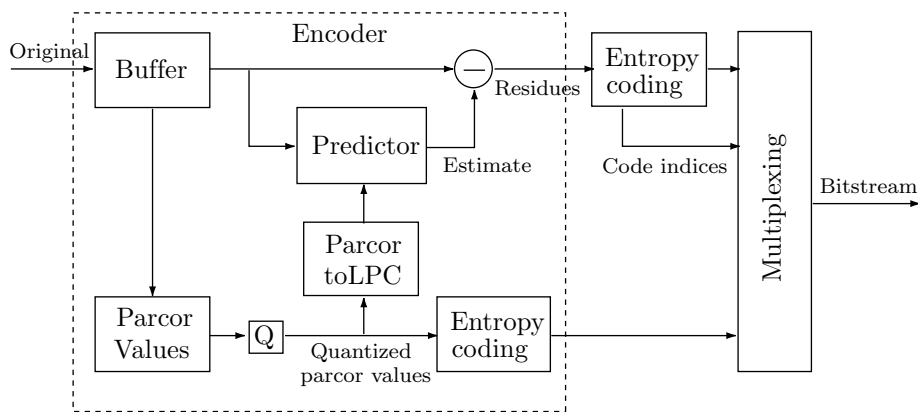 Encoder
Original
Buffer
—
Residues
Entropy
coding
Predictor
Estimate
Code indices
Multiplexing
Bitstream
Parcor
toLPC
Parcor
Values
Q
Quantized
parcor values
Entropy
coding